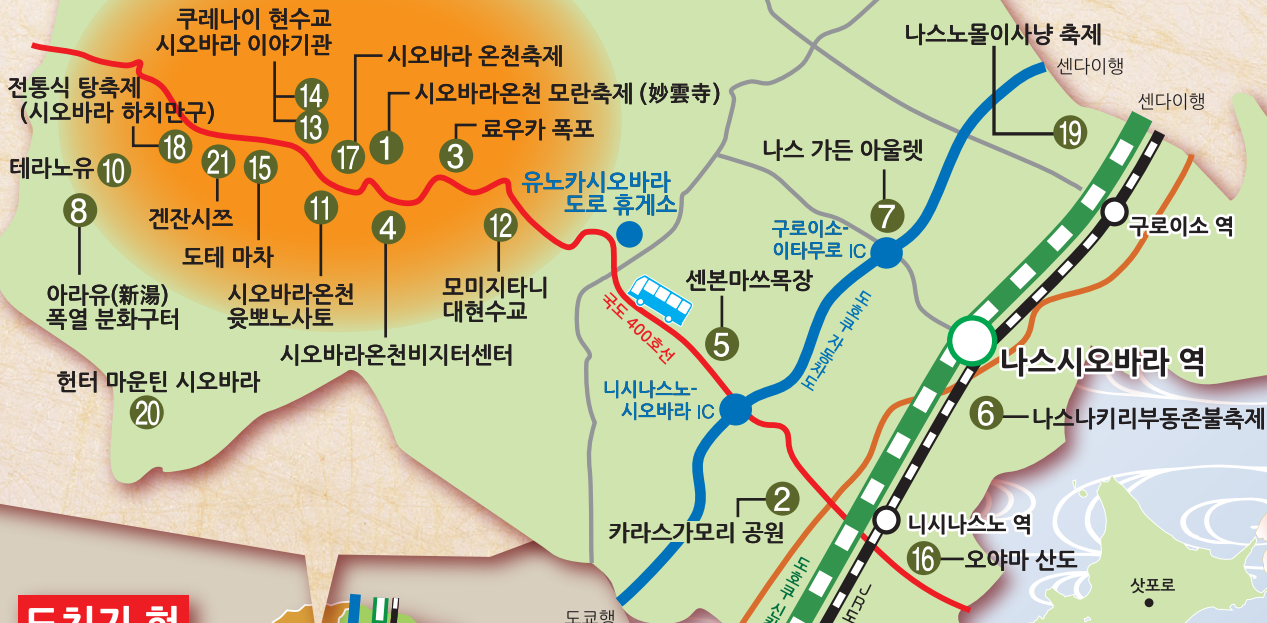 쿠레나이 현수교
시오바라 이야기관
14
13
시오바라 온천축제
17
시오바라온천 모란축제 (妙雲寺)
1
료우카 폭포
3
전통식 탕축제
(시오바라 하치만구)
18
테라노유 10
21
겐잔시쯔
15
도테 마차
8
아라유(新湯)
폭열 분화구터
11
시오바라온천
윳뽀노사토
4
시오바라온천비지터센터
12
모미지타니
대현수교
헌터 마운틴 시오바라
20
유노카시오바라
도로 휴게소
국도 400호선
센본마쓰목장
5
나스 가든 아울렛
7
구로이소-
이타무로 IC
도호쿠 자동차도
니시나스노-
시오바라 IC
나스노몰이사냥 축제
19
센다이행
센다이행
구로이소 역
나스시오바라 역
6 나스나키리부동존불축제
2
카라스가모리 공원
니시나스노 역
16 오야마 산도
삿포로
도쿄행
도호쿠